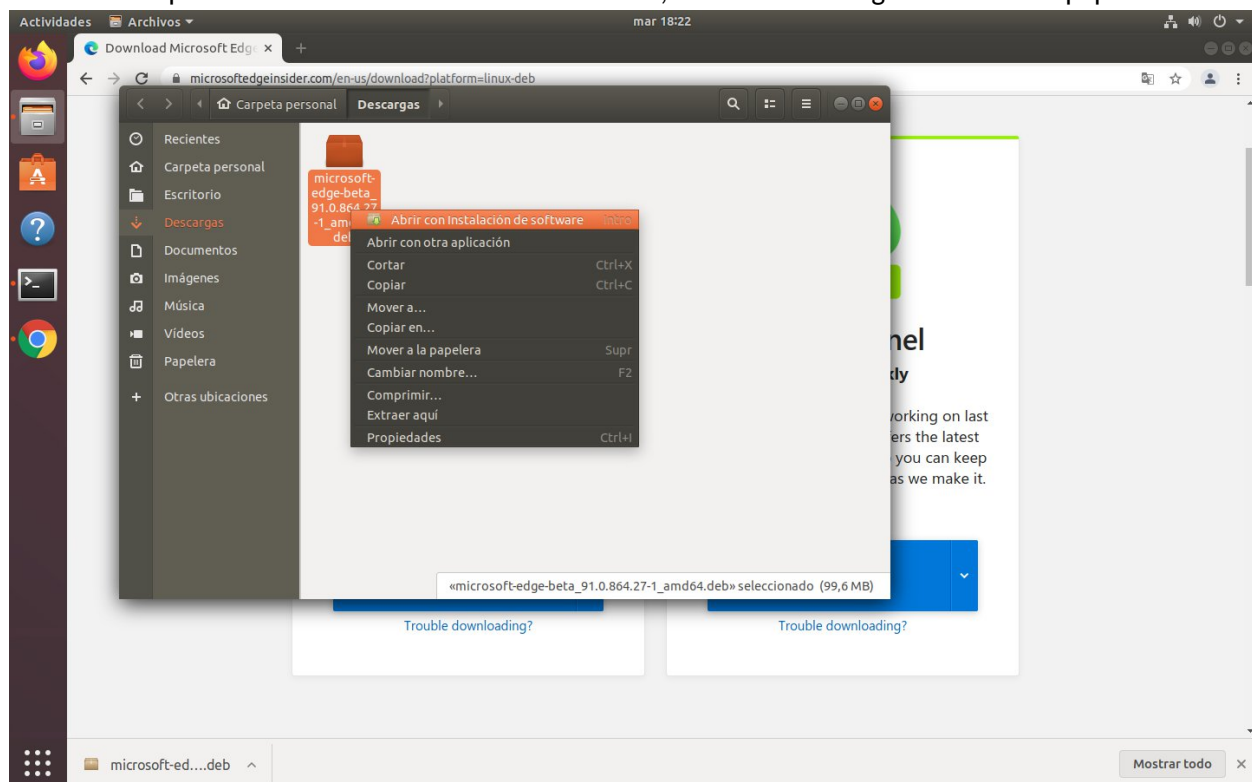 Actividades Archivos mar 18:22
Download Microsoft Edg
microsoftedgeinsider.com/en-us/download?platform=linux-deb
Carpeta personal Descargas
Recientes
Carpeta personal
Escritorio
Descargas
Documentos
Imágenes
Música
Vídeos
Papelera
Otras ubicaciones
microsoft-
edge-beta_
91.0.864.27
-1_am
de
Abrir con Instalación de software Intro
Abrir con otra aplicación
Cortar Ctrl+X
Copiar Ctrl+C
Mover a...
Copiar en...
Mover a la papelera Supr
Cambiar nombre... F2
Comprimir...
Extraer aquí
Propiedades Ctrl+I
nel
kly
working on last
ers the latest
you can keep
as we make it.
«microsoft-edge-beta_91.0.864.27-1_amd64.deb» seleccionado (99,6 MB)
Trouble downloading? Trouble downloading?
microsoft-ed....deb Mostrar todo